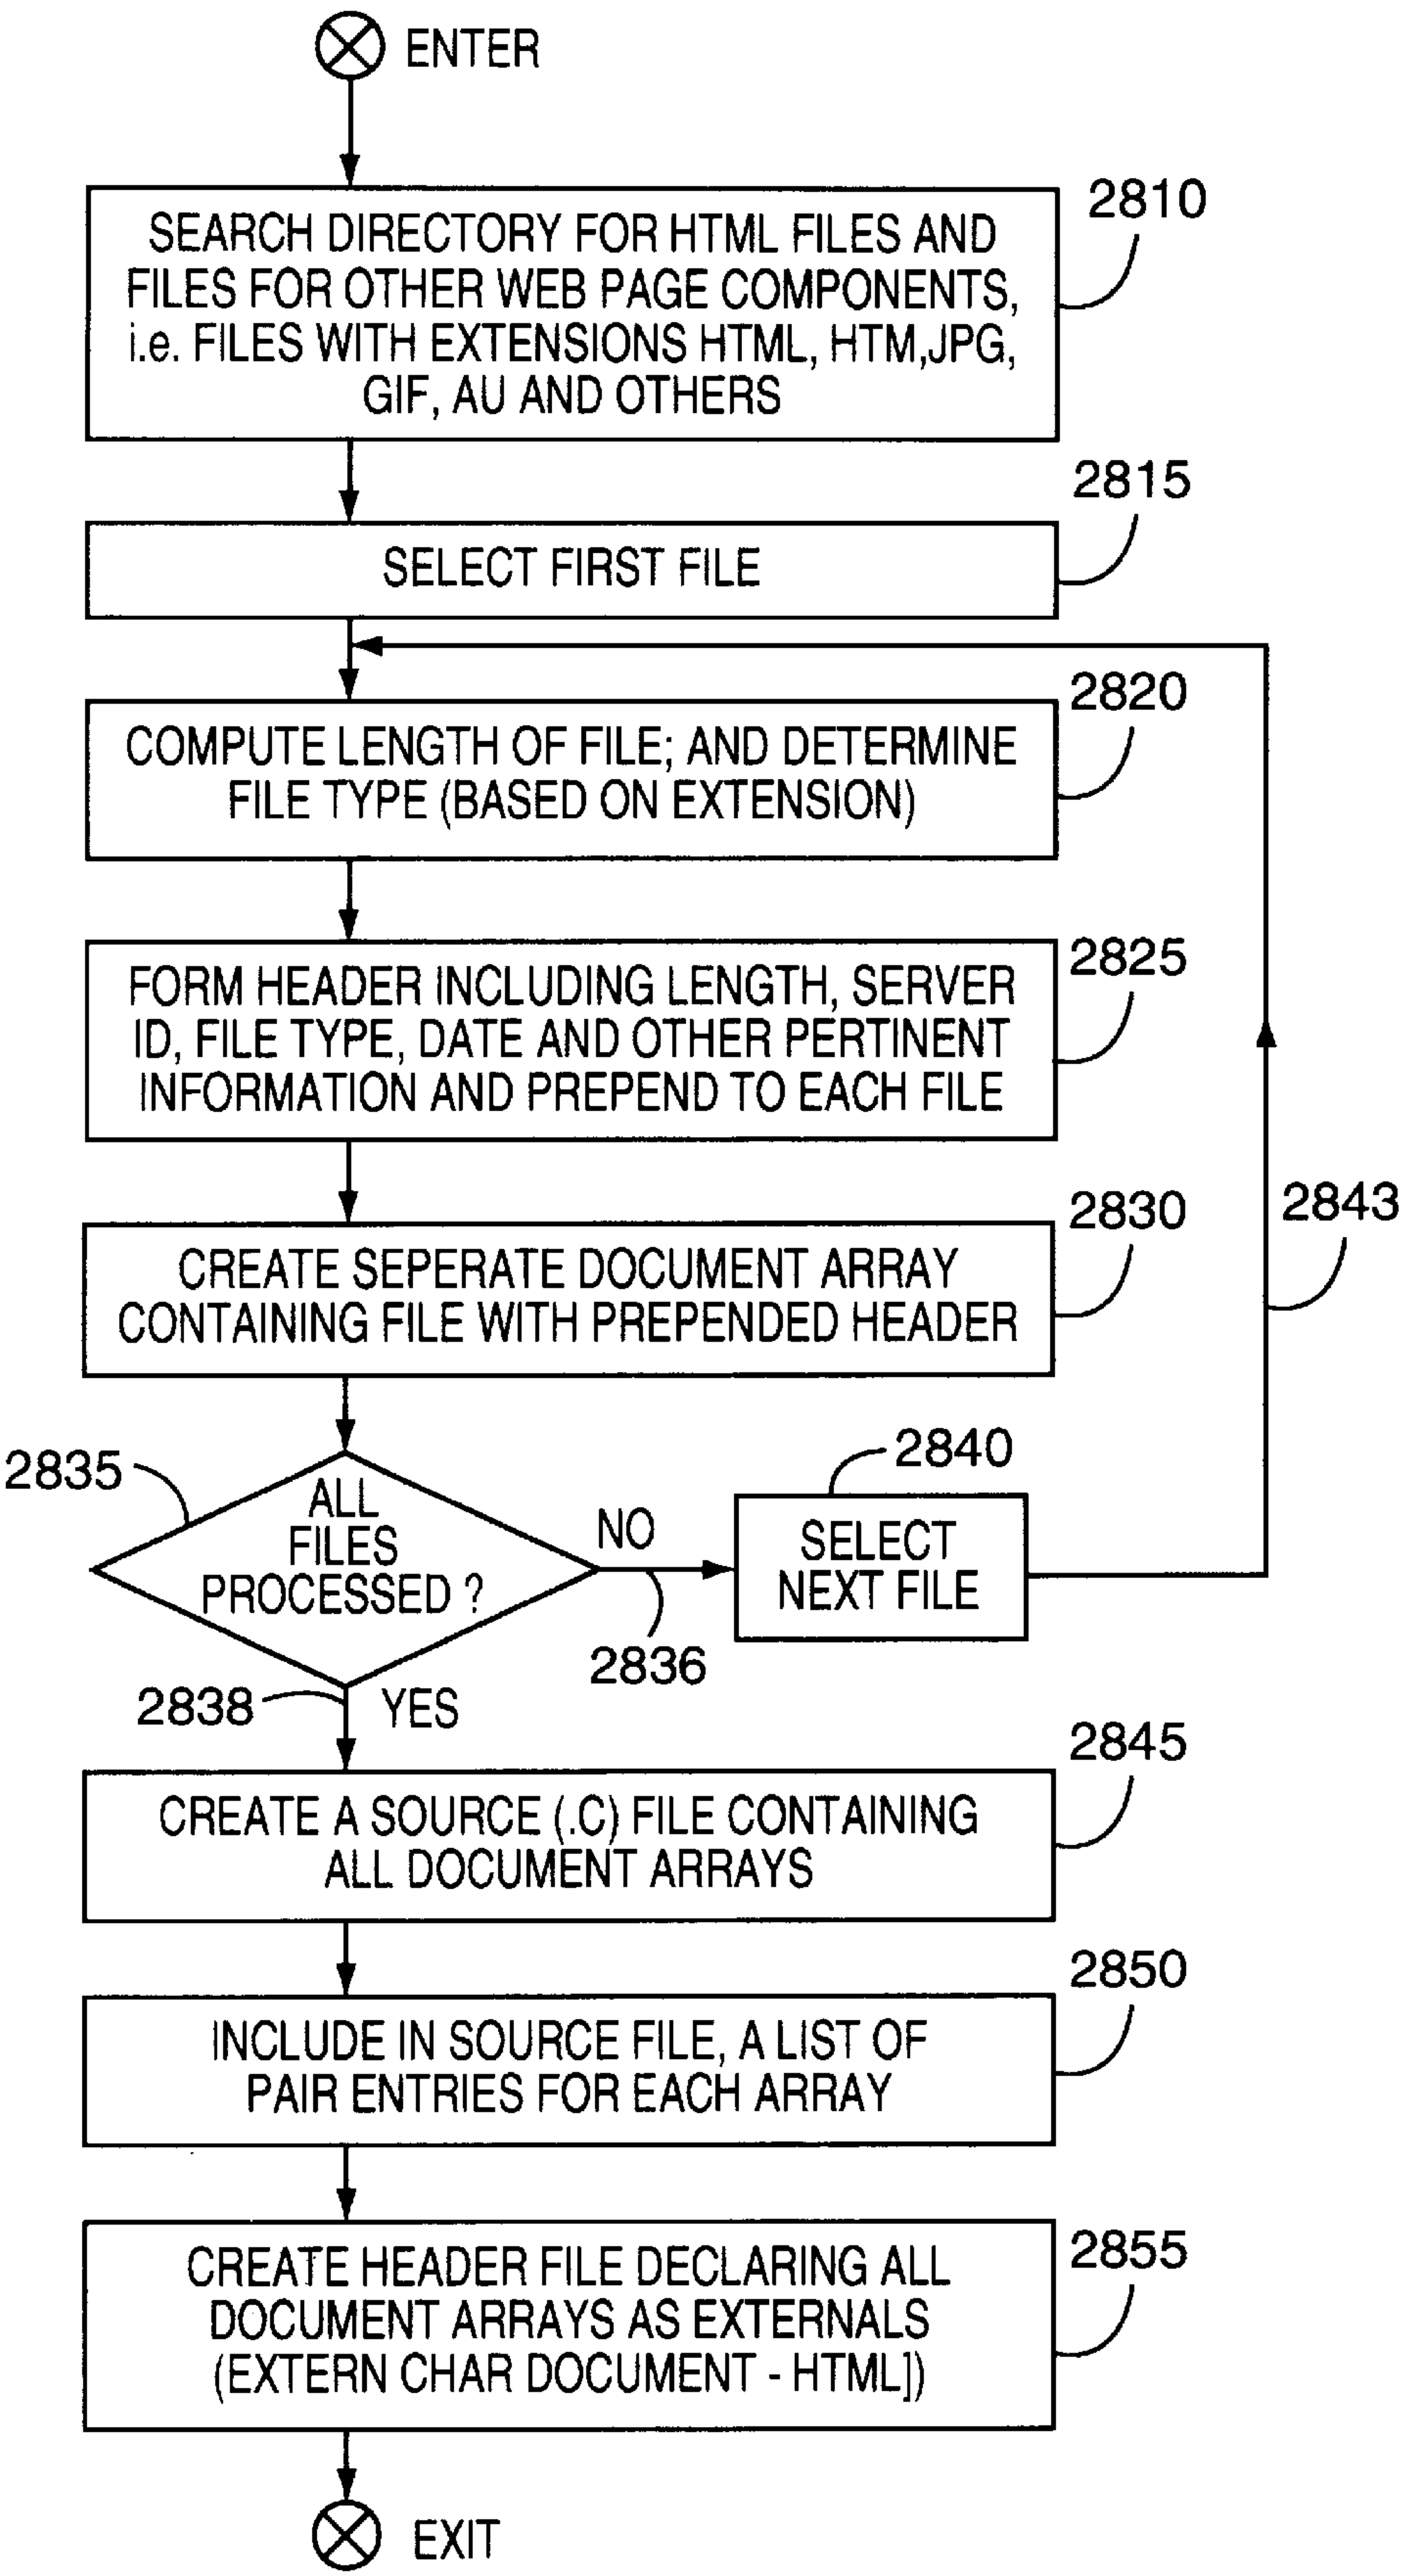 ENTER
2810
SEARCH DIRECTORY FOR HTML FILES AND
FILES FOR OTHER WEB PAGE COMPONENTS,
i.e. FILES WITH EXTENSIONS HTML, HTM,JPG,
GIF, AU AND OTHERS
2815
SELECT FIRST FILE
2820
COMPUTE LENGTH OF FILE; AND DETERMINE
FILE TYPE (BASED ON EXTENSION)
2825
FORM HEADER INCLUDING LENGTH, SERVER
ID, FILE TYPE, DATE AND OTHER PERTINENT
INFORMATION AND PREPEND TO EACH FILE
2830
2843
CREATE SEPERATE DOCUMENT ARRAY
CONTAINING FILE WITH PREPENDED HEADER
2835
ALL
FILES
PROCESSED ?
NO
2836
2840
SELECT
NEXT FILE
2838
YES
2845
CREATE A SOURCE (.C) FILE CONTAINING
ALL DOCUMENT ARRAYS
2850
INCLUDE IN SOURCE FILE, A LIST OF
PAIR ENTRIES FOR EACH ARRAY
2855
CREATE HEADER FILE DECLARING ALL
DOCUMENT ARRAYS AS EXTERNALS
(EXTERN CHAR DOCUMENT - HTML])
EXIT